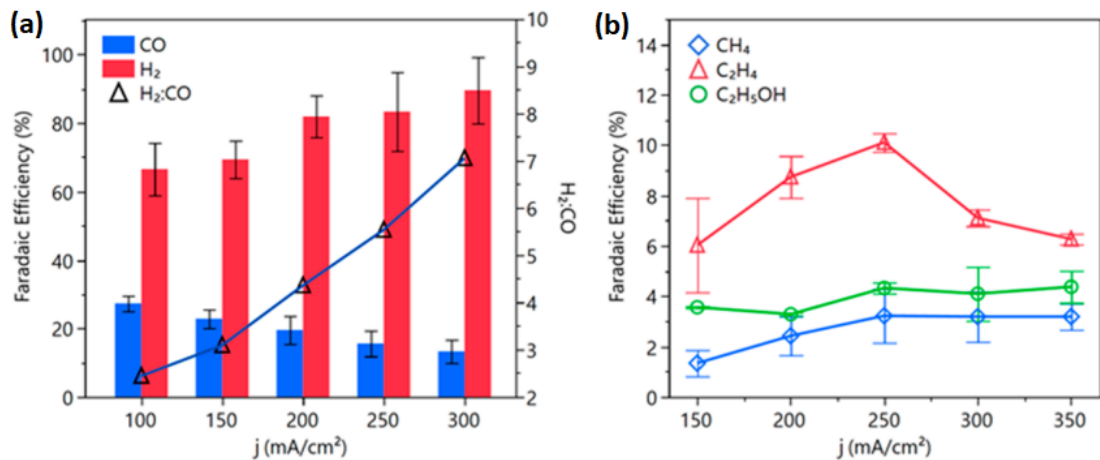 (a)
CO
H₂
H₂:CO
Faradaic Efficiency (%)
100
80
60
40
20
0
10
9
8
7
6
5
4
3
2
H₂:CO
100 150 200 250 300
j (mA/cm²)
(b)
CH₄
C₂H₄
C₂H₅OH
Faradaic Efficiency (%)
14
12
10
8
6
4
2
0
150 200 250 300 350
j (mA/cm²)